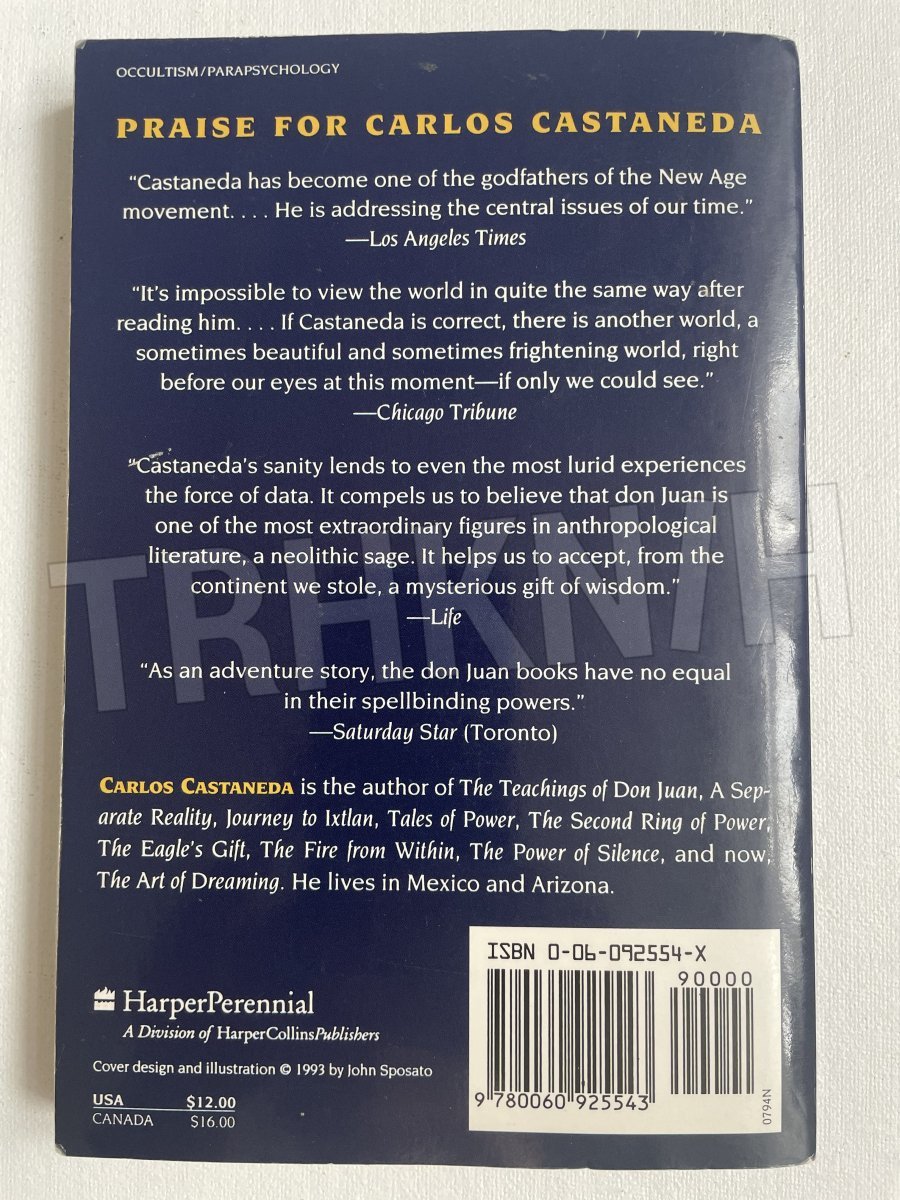 OCCULTISM/PARAPSYCHOLOGY
PRAISE FOR CARLOS CASTANEDA
“Castaneda has become one of the godfathers of the New Age
movement. . . . He is addressing the central issues of our time.”
—Los Angeles Times
“It's impossible to view the world in quite the same way after
reading him. . . . If Castaneda is correct, there is another world, a
sometimes beautiful and sometimes frightening world, right
before our eyes at this moment—if only we could see.”
—Chicago Tribune
“Castaneda's sanity lends to even the most lurid experiences
the force of data. It compels us to believe that don Juan is
one of the most extraordinary figures in anthropological
literature, a neolithic sage. It helps us to accept, from the
continent we stole, a mysterious gift of wisdom.”
—Life
TRHKN/H
“As an adventure story, the don Juan books have no equal
in their spellbinding powers.”
—Saturday Star (Toronto)
CARLOS CASTANEDA is the author of The Teachings of Don Juan, A Sep-
arate Reality, Journey to Ixtlan, Tales of Power, The Second Ring of Power,
The Eagle's Gift, The Fire from Within, The Power of Silence, and now,
The Art of Dreaming. He lives in Mexico and Arizona.
HarperPerennial
A Division of HarperCollinsPublishers
Cover design and illustration © 1993 by John Sposato
USA $12.00
CANADA $16.00
ISBN 0-06-092554-X
90000
9 780060 925543
0794N